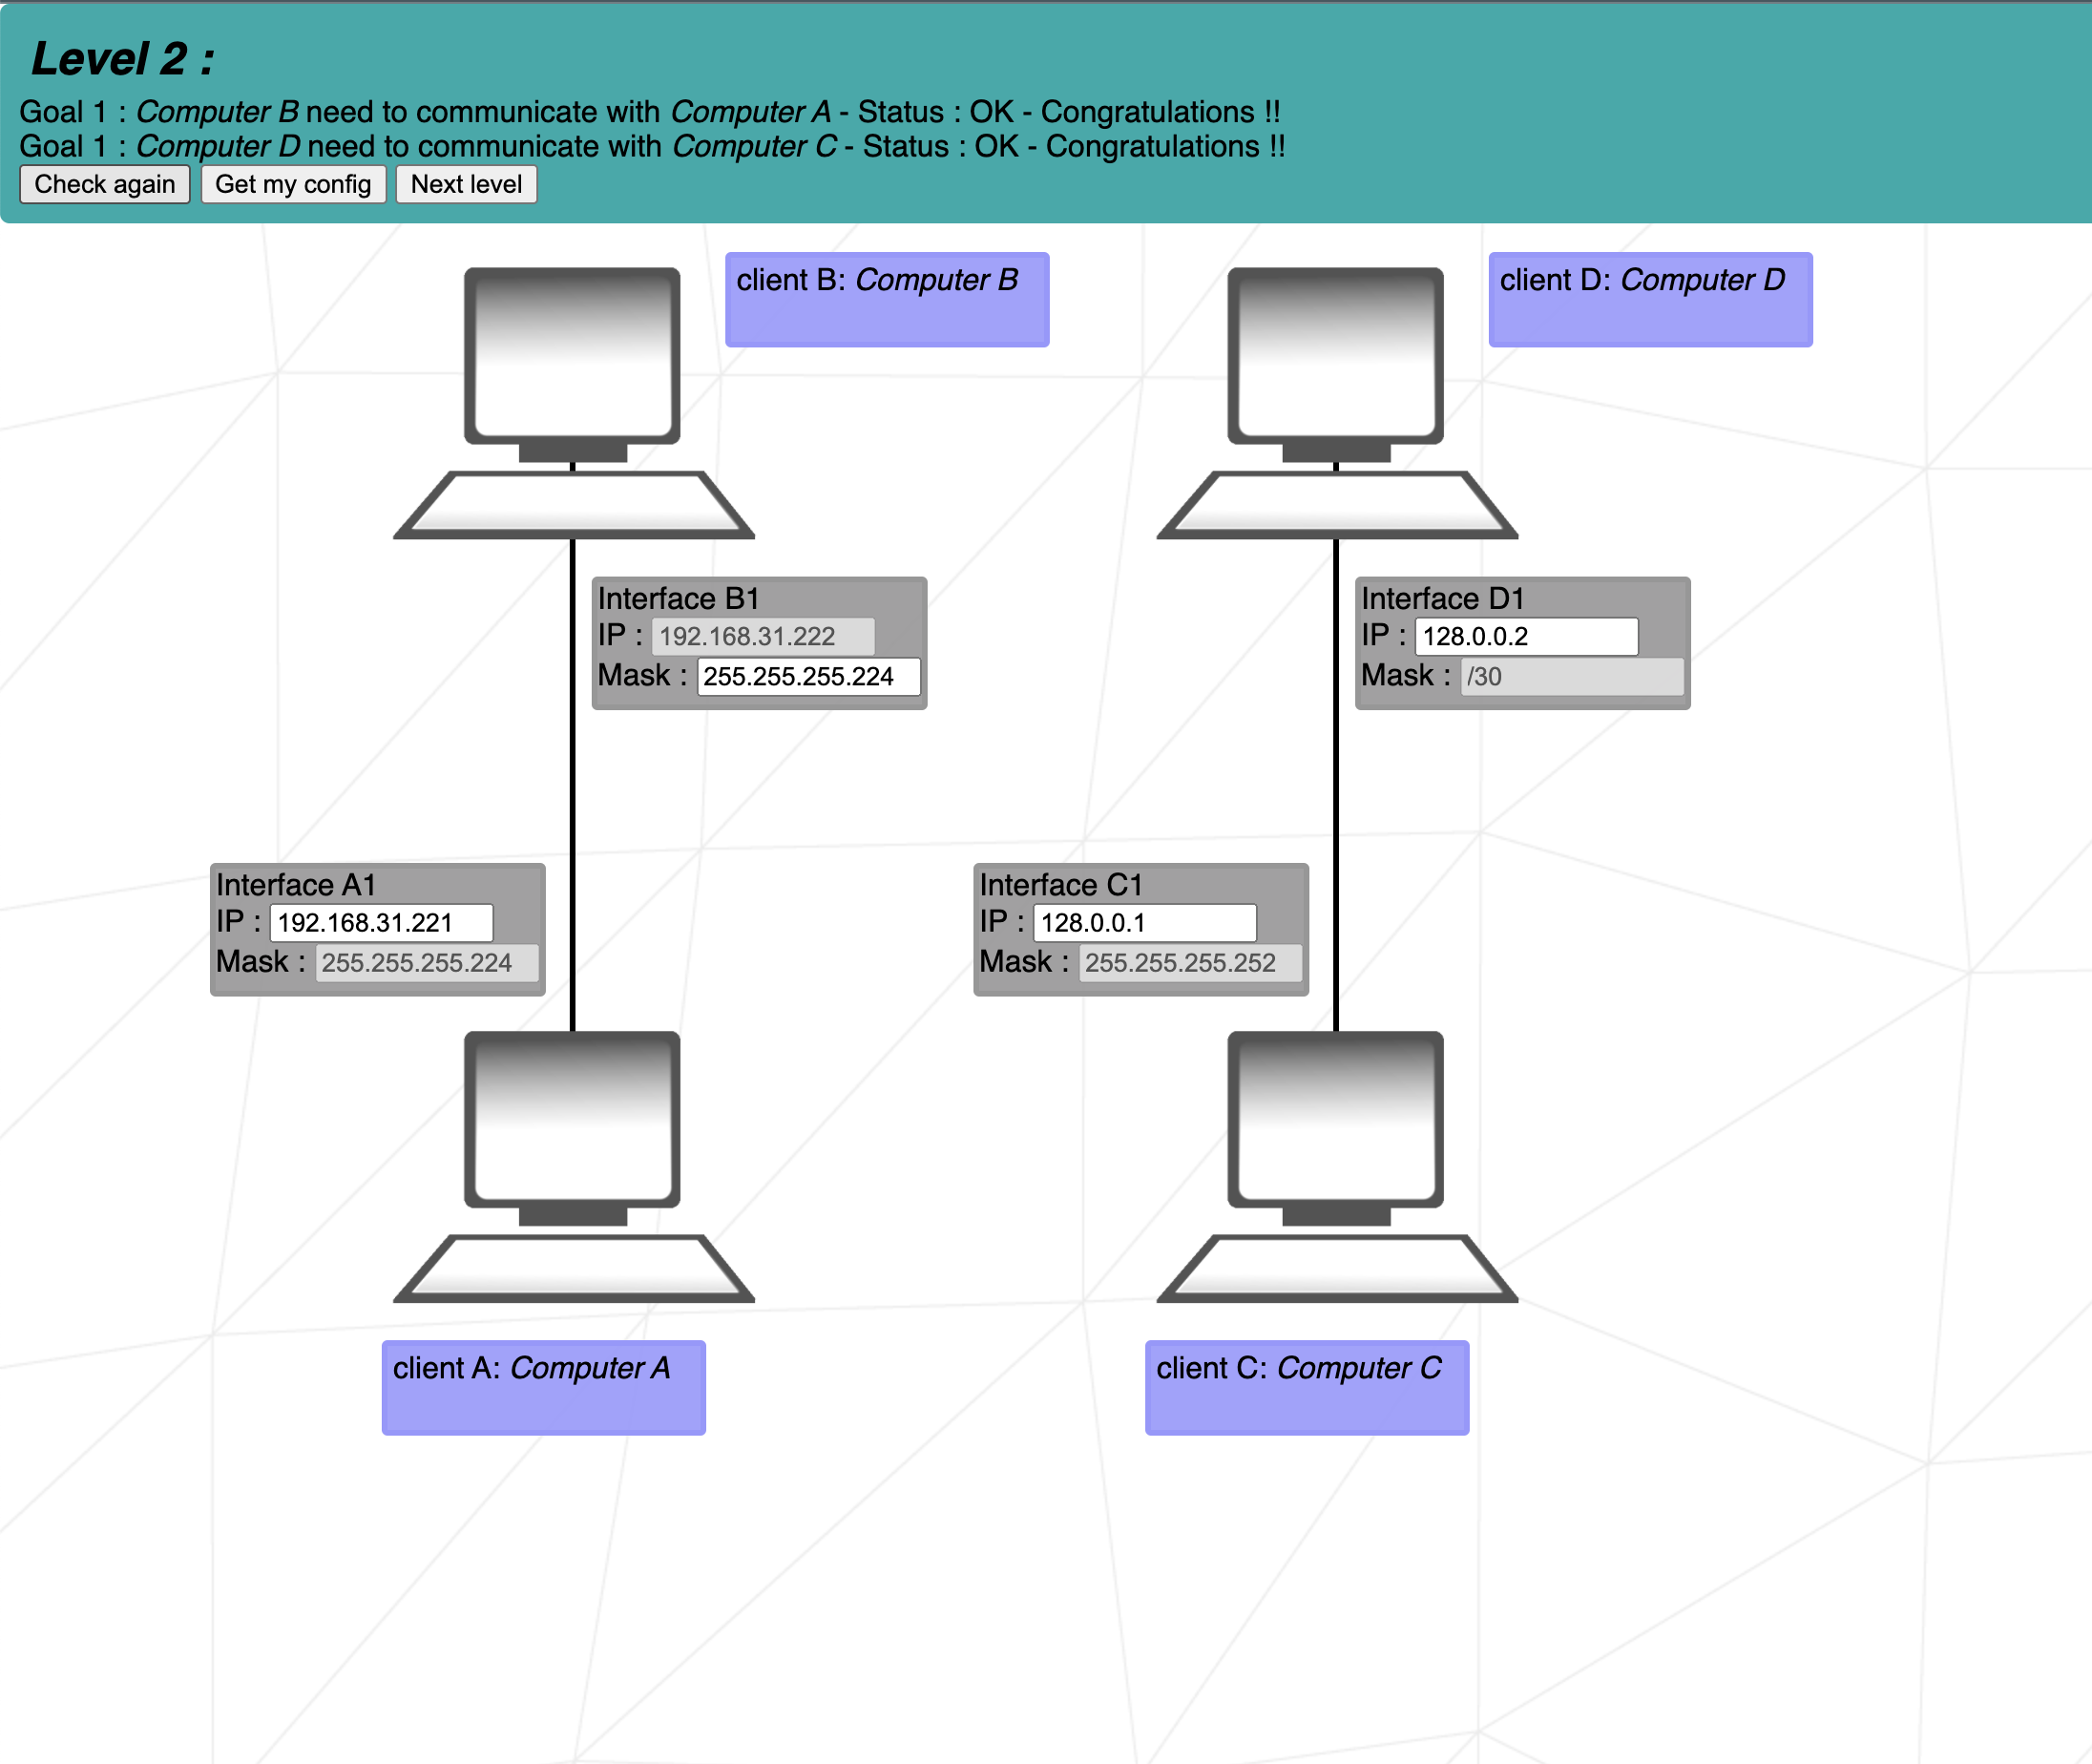 Level 2 :
Goal 1 : Computer B need to communicate with Computer A - Status : OK - Congratulations !!
Goal 1 : Computer D need to communicate with Computer C - Status : OK - Congratulations !!
Check again Get my config Next level
client B: Computer B
client D: Computer D
Interface B1
IP : 192.168.31.222
Mask : 255.255.255.224
Interface D1
IP : 128.0.0.2
Mask : /30
Interface A1
IP : 192.168.31.221
Mask : 255.255.255.224
Interface C1
IP : 128.0.0.1
Mask : 255.255.255.252
client A: Computer A
client C: Computer C